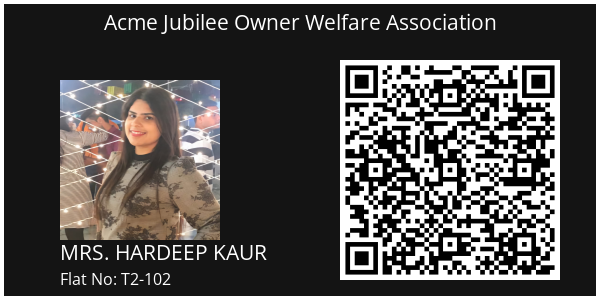 Acme Jubilee Owner Welfare Association
MRS. HARDEEP KAUR
Flat No: T2-102